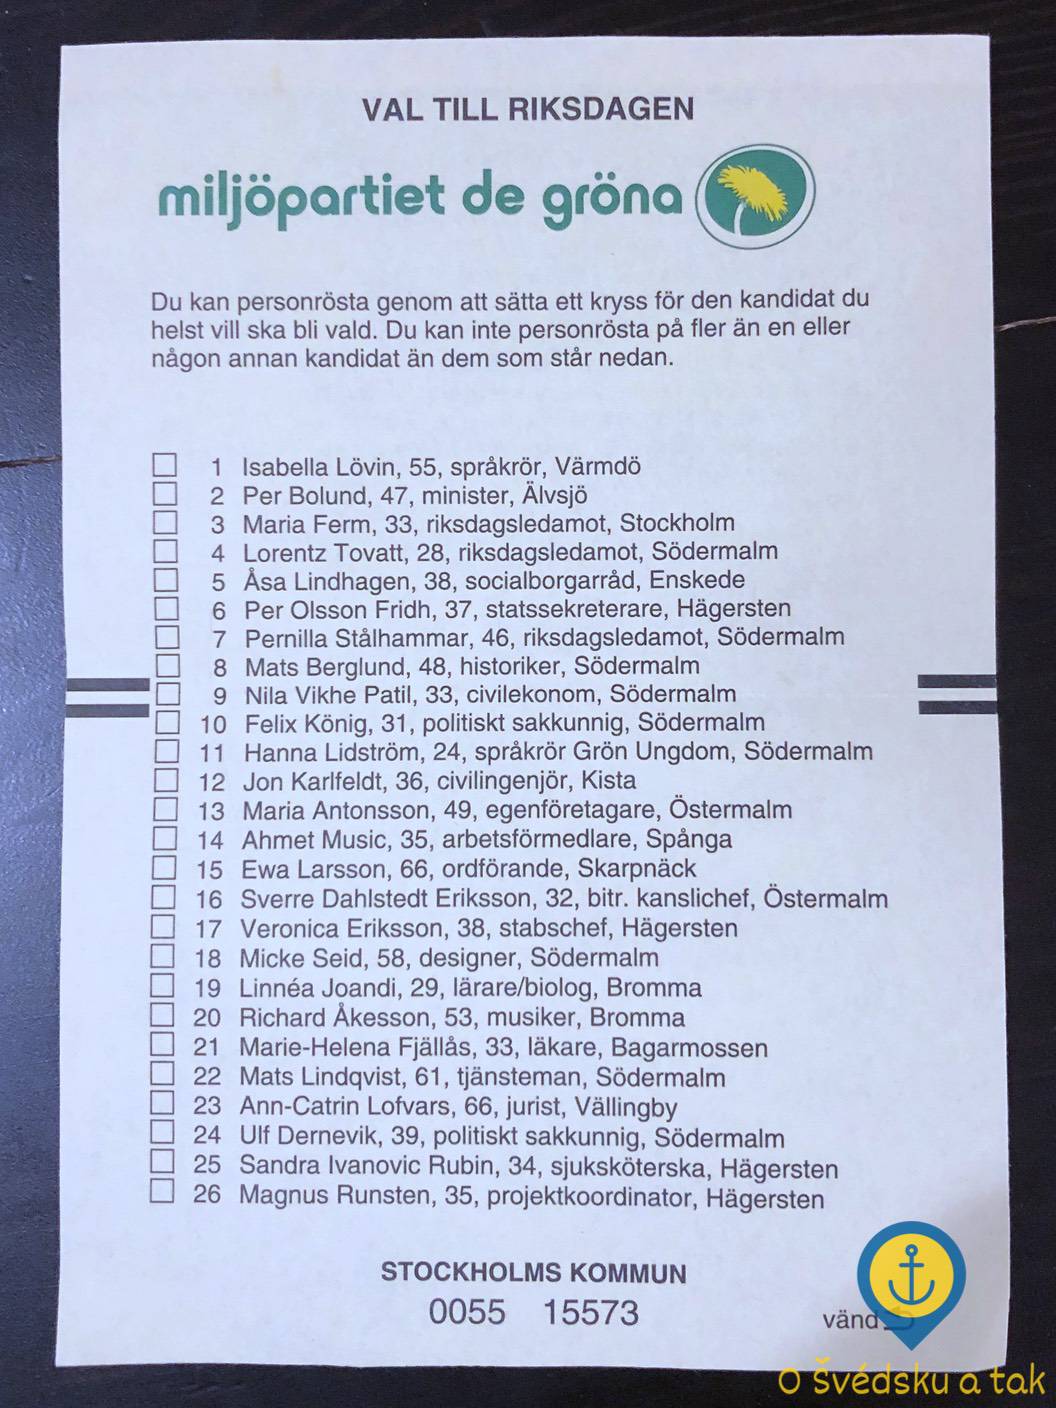 VAL TILL RIKSDAGEN
miljöpartiet de gröna
Du kan personrösta genom att sätta ett kryss för den kandidat du
helst vill ska bli vald. Du kan inte personrösta på fler än en eller
någon annan kandidat än dem som står nedan.
1 Isabella Lövin, 55, språkrör, Värmdö
2 Per Bolund, 47, minister, Älvsjö
3 Maria Ferm, 33, riksdagsledamot, Stockholm
4 Lorentz Tovatt, 28, riksdagsledamot, Södermalm
5 Åsa Lindhagen, 38, socialborgarråd, Enskede
6 Per Olsson Fridh, 37, statssekreterare, Hägersten
7 Pernilla Stålhammar, 46, riksdagsledamot, Södermalm
8 Mats Berglund, 48, historiker, Södermalm
9 Nila Vikhe Patil, 33, civilekonom, Södermalm
10 Felix König, 31, politiskt sakkunnig, Södermalm
11 Hanna Lidström, 24, språkrör Grön Ungdom, Södermalm
12 Jon Karlfeldt, 36, civilingenjör, Kista
13 Maria Antonsson, 49, egenföretagare, Östermalm
14 Ahmet Music, 35, arbetsförmedlare, Spånga
15 Ewa Larsson, 66, ordförande, Skarpnäck
16 Sverre Dahlstedt Eriksson, 32, bitr. kanslichef, Östermalm
17 Veronica Eriksson, 38, stabschef, Hägersten
18 Micke Seid, 58, designer, Södermalm
19 Linnéa Joandi, 29, lärare/biolog, Bromma
20 Richard Åkesson, 53, musiker, Bromma
21 Marie-Helena Fjällås, 33, läkare, Bagarmossen
22 Mats Lindqvist, 61, tjänsteman, Södermalm
23 Ann-Catrin Lofvars, 66, jurist, Vällingby
24 Ulf Dernevik, 39, politiskt sakkunnig, Södermalm
25 Sandra Ivanovic Rubin, 34, sjuksköterska, Hägersten
26 Magnus Runsten, 35, projektkoordinator, Hägersten
STOCKHOLMS KOMMUN
0055 15573
vänd
O Švédsku a tak